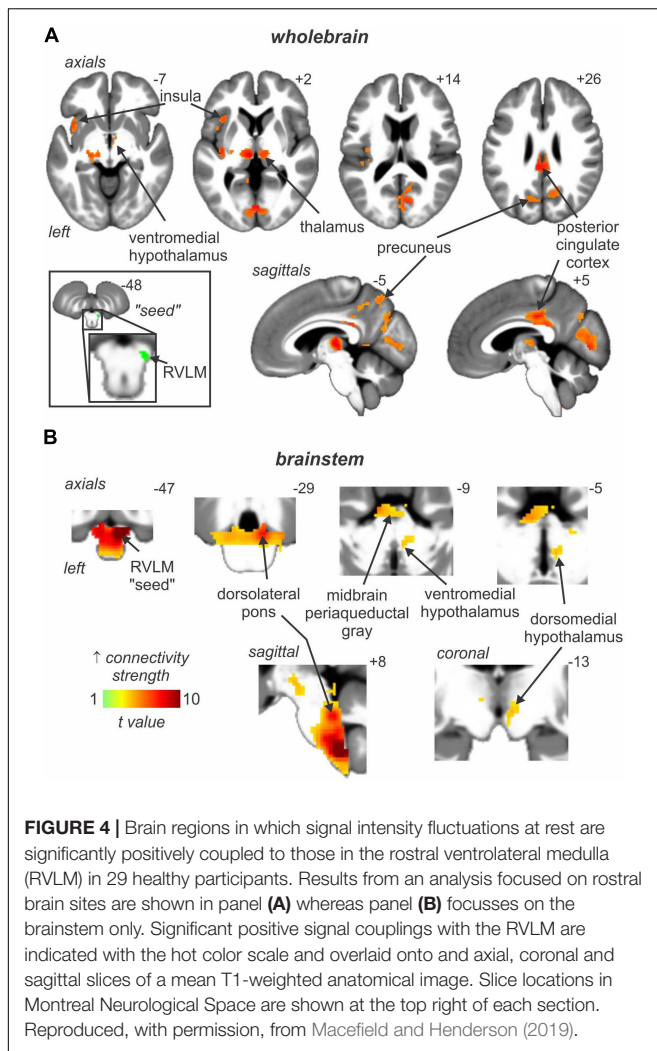 A
wholebrain
axials
-7
+2
+14
+26
insula
left
ventromedial
hypothalamus
thalamus
precuneus
posterior
cingulate
cortex
-48
"seed"
RVLM
sagittals
-5
+5
B
brainstem
axials
-47
-29
-9
-5
left
RVLM
"seed"
dorsolateral
pons
midbrain
periaqueductal
gray
ventromedial
hypothalamus
dorsomedial
hypothalamus
↑ connectivity
strength
1
10
t value
sagittal
+8
coronal
-13
FIGURE 4 | Brain regions in which signal intensity fluctuations at rest are
significantly positively coupled to those in the rostral ventrolateral medulla
(RVLM) in 29 healthy participants. Results from an analysis focused on rostral
brain sites are shown in panel (A) whereas panel (B) focusses on the
brainstem only. Significant positive signal couplings with the RVLM are
indicated with the hot color scale and overlaid onto and axial, coronal and
sagittal slices of a mean T1-weighted anatomical image. Slice locations in
Montreal Neurological Space are shown at the top right of each section.
Reproduced, with permission, from Macefield and Henderson (2019).